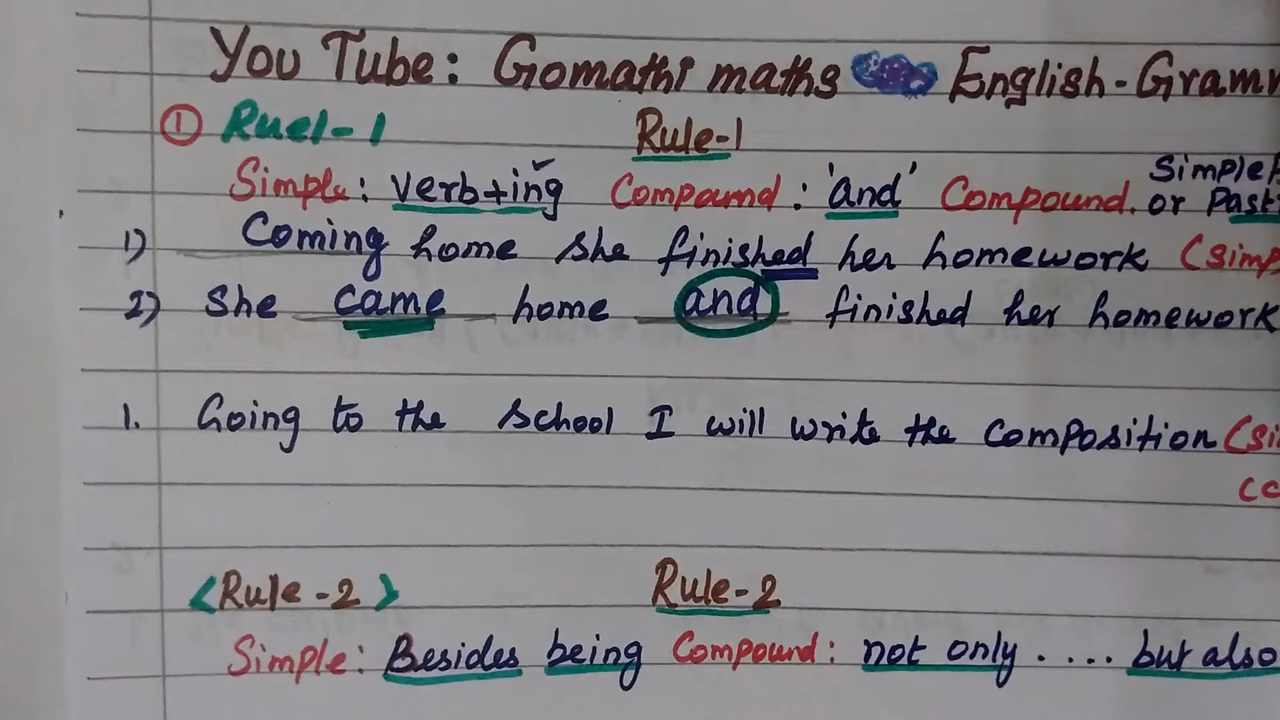 You Tube: Gomathi maths English-Gramm
① Ruel-1 Rule-1
Simple: verb+ing Compound: 'and' Compound. Simple or Past
1) Coming home she finished her homework (simp
2) She came home and finished her homework
1. Going to the school I will write the composition (si
cc
<Rule-2> Rule-2
Simple: Besides being Compound: not only .... but also